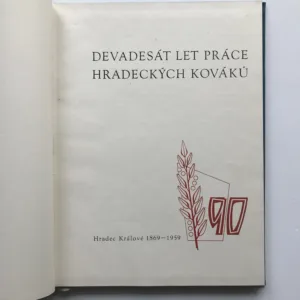 DEVADESÁT LET PRÁCE
HRADECKÝCH KOVÁKŮ
90
Hradec Králové 1869—1959